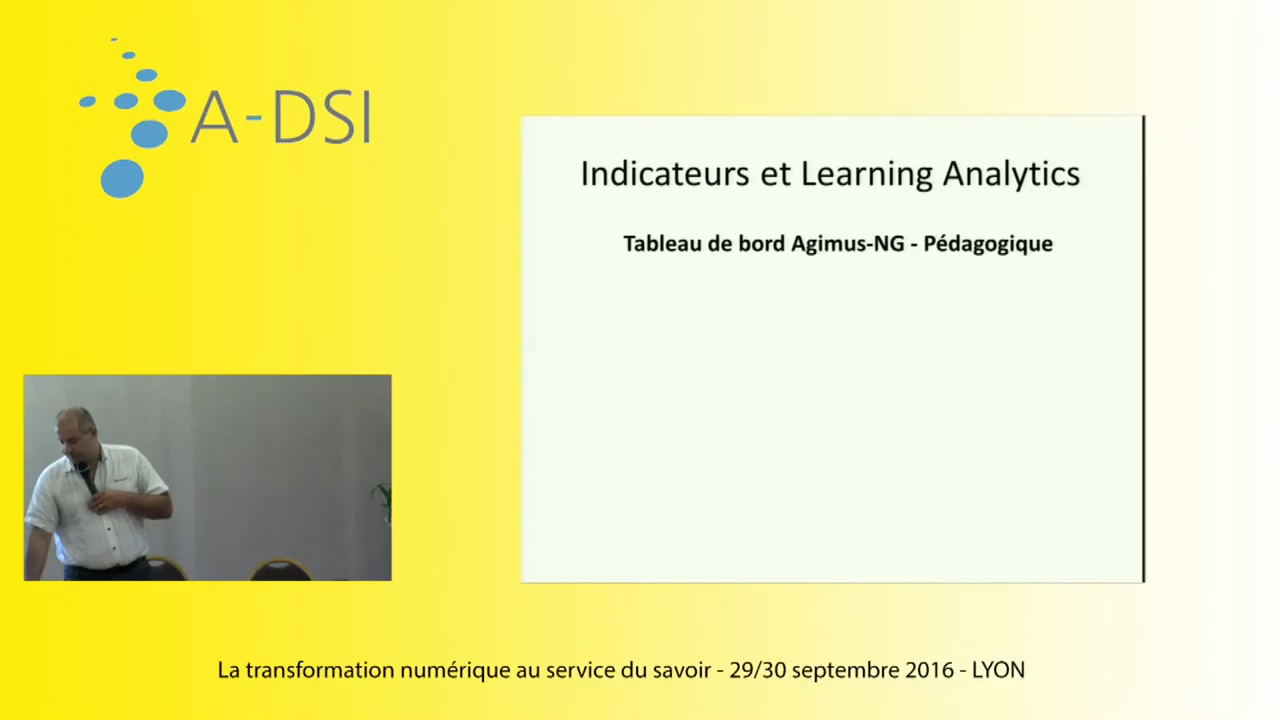 A-DSI
Indicateurs et Learning Analytics
Tableau de bord Agimus-NG - Pédagogique
La transformation numérique au service du savoir - 29/30 septembre 2016 - LYON